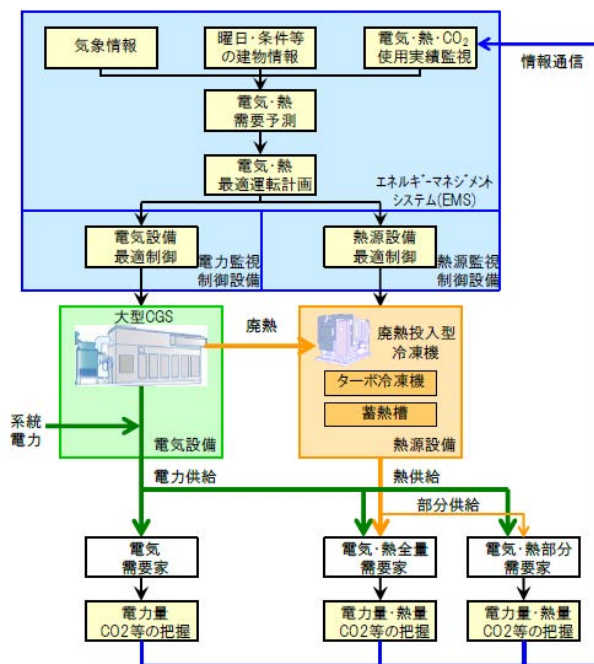 気象情報
曜日・条件等
の建物情報
電気・熱・CO₂
使用実績監視
情報通信
電気・熱
需要予測
電気・熱
最適運転計画
エネルギーマネジメント
システム(EMS)
電気設備
最適制御
電力監視
制御設備
熱源設備
最適制御
熱源監視
制御設備
大型CGS
廃熱
廃熱投入型
冷凍機
ターボ冷凍機
蓄熱槽
系統
電力
電気設備
熱源設備
電力供給
熱供給
部分供給
電気
需要家
電気・熱全量
需要家
電気・熱部分
需要家
電力量
CO2等の把握
電力量・熱量
CO2等の把握
電力量・熱量
CO2等の把握